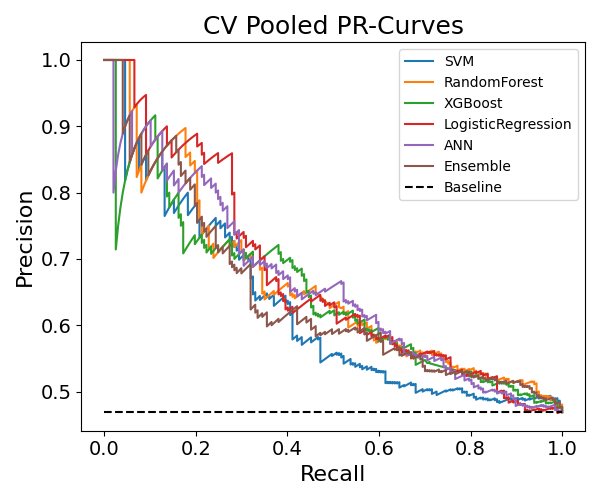 CV Pooled PR-Curves
SVM
RandomForest
XGBoost
LogisticRegression
ANN
Ensemble
Baseline
Precision
1.0
0.9
0.8
0.7
0.6
0.5
0.0 0.2 0.4 0.6 0.8 1.0
Recall